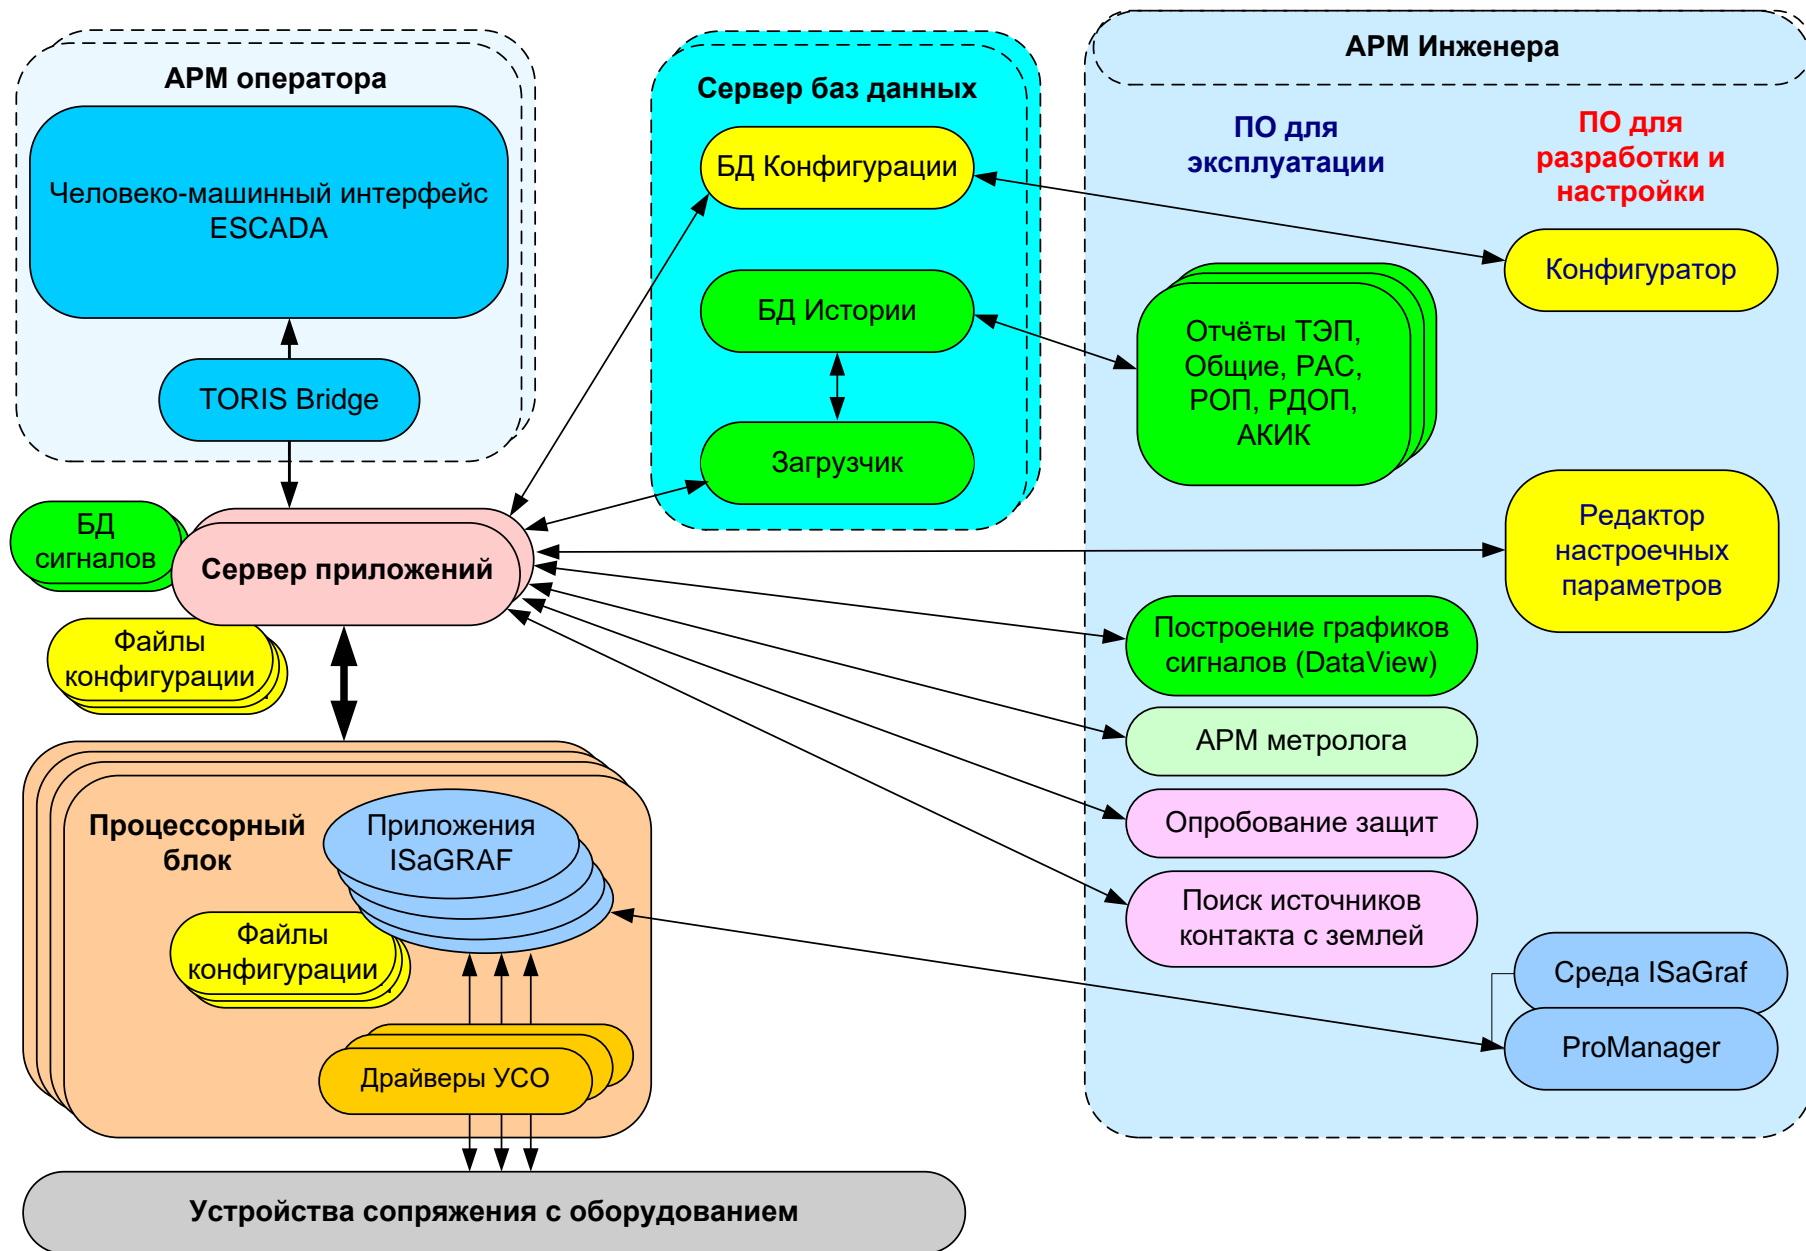 АРМ оператора
Человеко-машинный интерфейс
ESCADA
TORIS Bridge
Сервер баз данных
БД Конфигурации
БД Истории
Загрузчик
АРМ Инженера
ПО для
эксплуатации
ПО для
разработки и
настройки
Конфигуратор
Отчёты ТЭП,
Общие, РАС,
РОП, РДОП,
АКИК
Редактор
настроечных
параметров
БД
сигналов
Сервер приложений
Файлы
конфигурации
Построение графиков
сигналов (DataView)
АРМ метролога
Опробование защит
Поиск источников
контакта с землей
Среда ISaGraf
ProManager
Процессорный
блок
Приложения
ISaGRAF
Файлы
конфигурации
Драйверы УСО
Устройства сопряжения с оборудованием